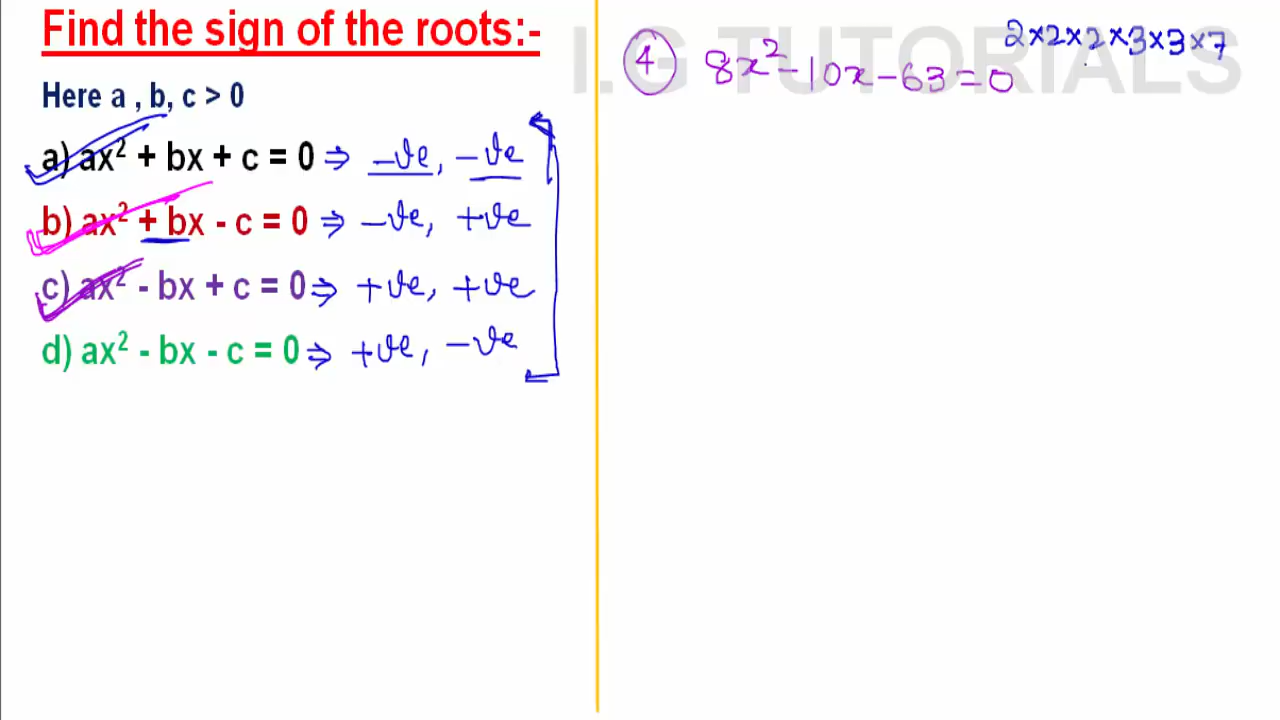 Find the sign of the roots:-
Here a , b, c > 0
a) ax² + bx + c = 0 ⇒ -ve, -ve
b) ax² + bx - c = 0 ⇒ -ve, +ve
c) ax² - bx + c = 0 ⇒ +ve, +ve
d) ax² - bx - c = 0 ⇒ +ve, -ve
I.G TUTORIALS
2×2×2×3×3×7
④ 8x² - 10x - 63 = 0